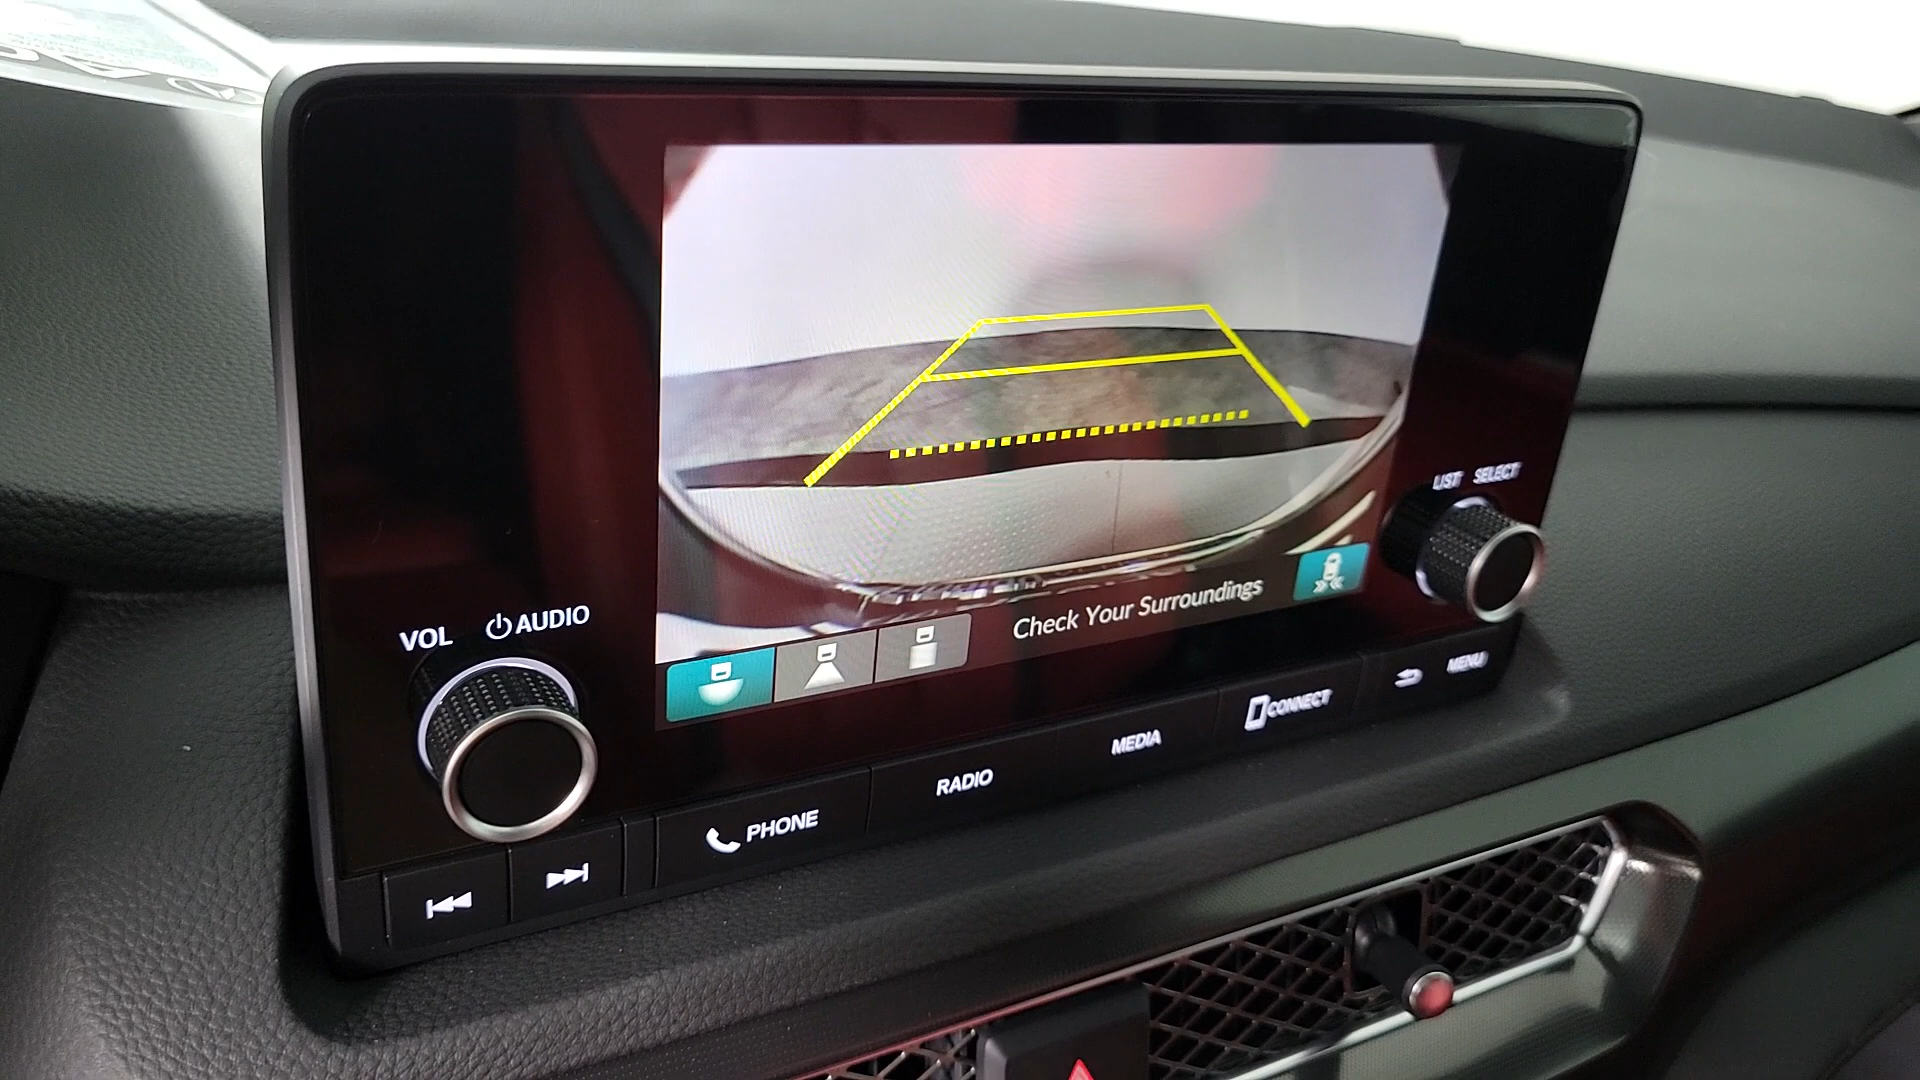 VOL AUDIO
LIST SELECT
Check Your Surroundings
PHONE
RADIO
MEDIA
CONNECT
MENU